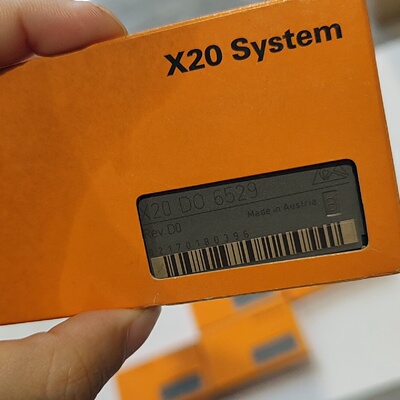 X20 System
X20 DO 6529
Made in Austria
Rev. D0